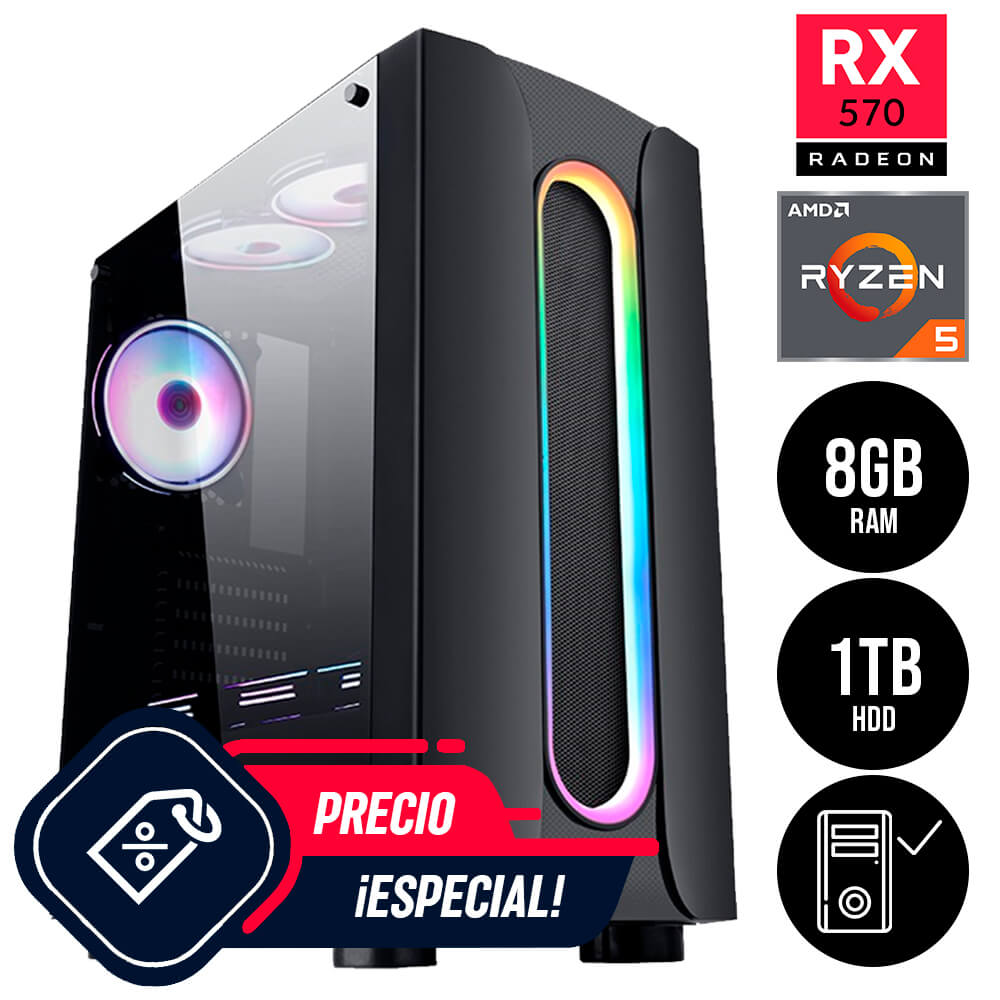 RX
570
RADEON
AMD
RYZEN
5
8GB
RAM
1TB
HDD
PRECIO
¡ESPECIAL!